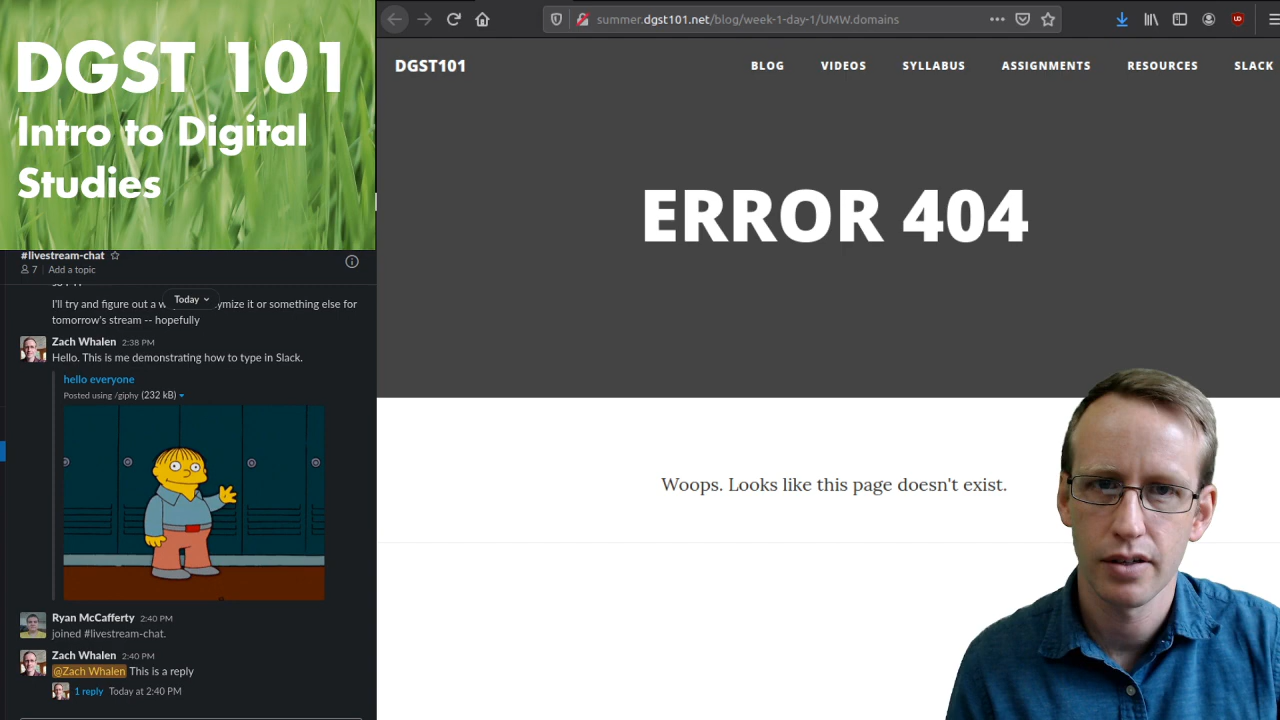 DGST 101
Intro to Digital
Studies
#livestream-chat
7 | Add a topic
I'll try and figure out a w
Today
ymize it or something else for
tomorrow's stream -- hopefully
Zach Whalen 2:38 PM
Hello. This is me demonstrating how to type in Slack.
hello everyone
Posted using /giphy (232 kB)
Ryan McCafferty 2:40 PM
joined #livestream-chat.
Zach Whalen 2:40 PM
@Zach Whalen This is a reply
1 reply Today at 2:40 PM
summer.dgst101.net/blog/week-1-day-1/UMW.domains
DGST101
BLOG VIDEOS SYLLABUS ASSIGNMENTS RESOURCES SLACK
ERROR 404
Woops. Looks like this page doesn't exist.